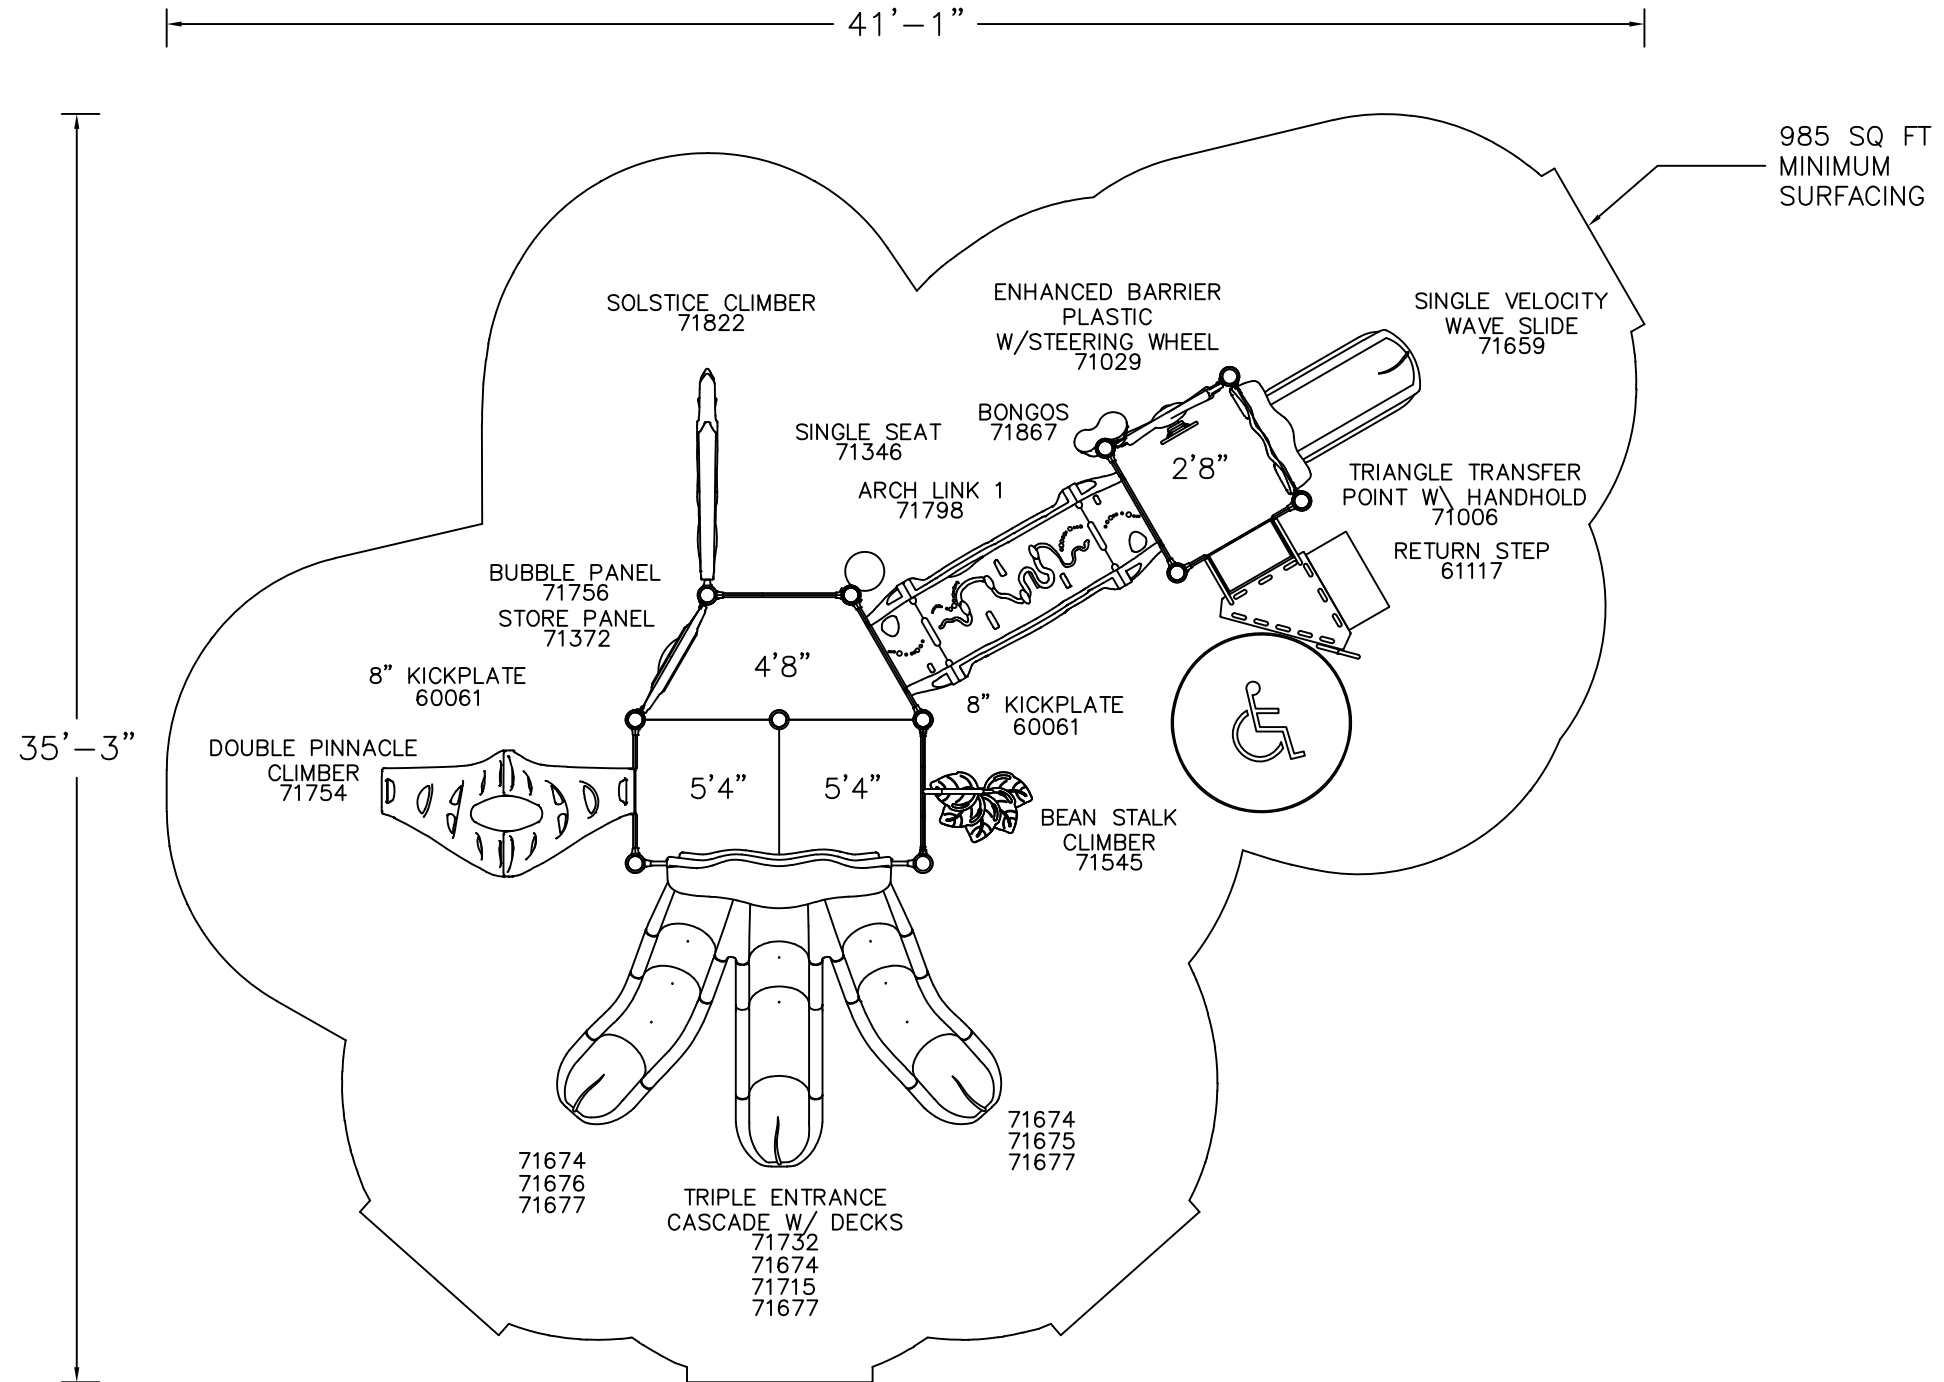 41'-1"
985 SQ FT
MINIMUM
SURFACING
SOLSTICE CLIMBER
71822
ENHANCED BARRIER
PLASTIC
W/STEERING WHEEL
71029
SINGLE VELOCITY
WAVE SLIDE
71659
SINGLE SEAT
71346
BONGOS
71867
ARCH LINK 1
71798
2'8"
TRIANGLE TRANSFER
POINT W\ HANDHOLD
71006
RETURN STEP
61117
BUBBLE PANEL
71756
STORE PANEL
71372
8" KICKPLATE
60061
4'8"
8" KICKPLATE
60061
35'-3"
DOUBLE PINNACLE
CLIMBER
71754
5'4"
5'4"
BEAN STALK
CLIMBER
71545
71674
71676
71677
TRIPLE ENTRANCE
CASCADE W/ DECKS
71732
71674
71715
71677
71674
71675
71677